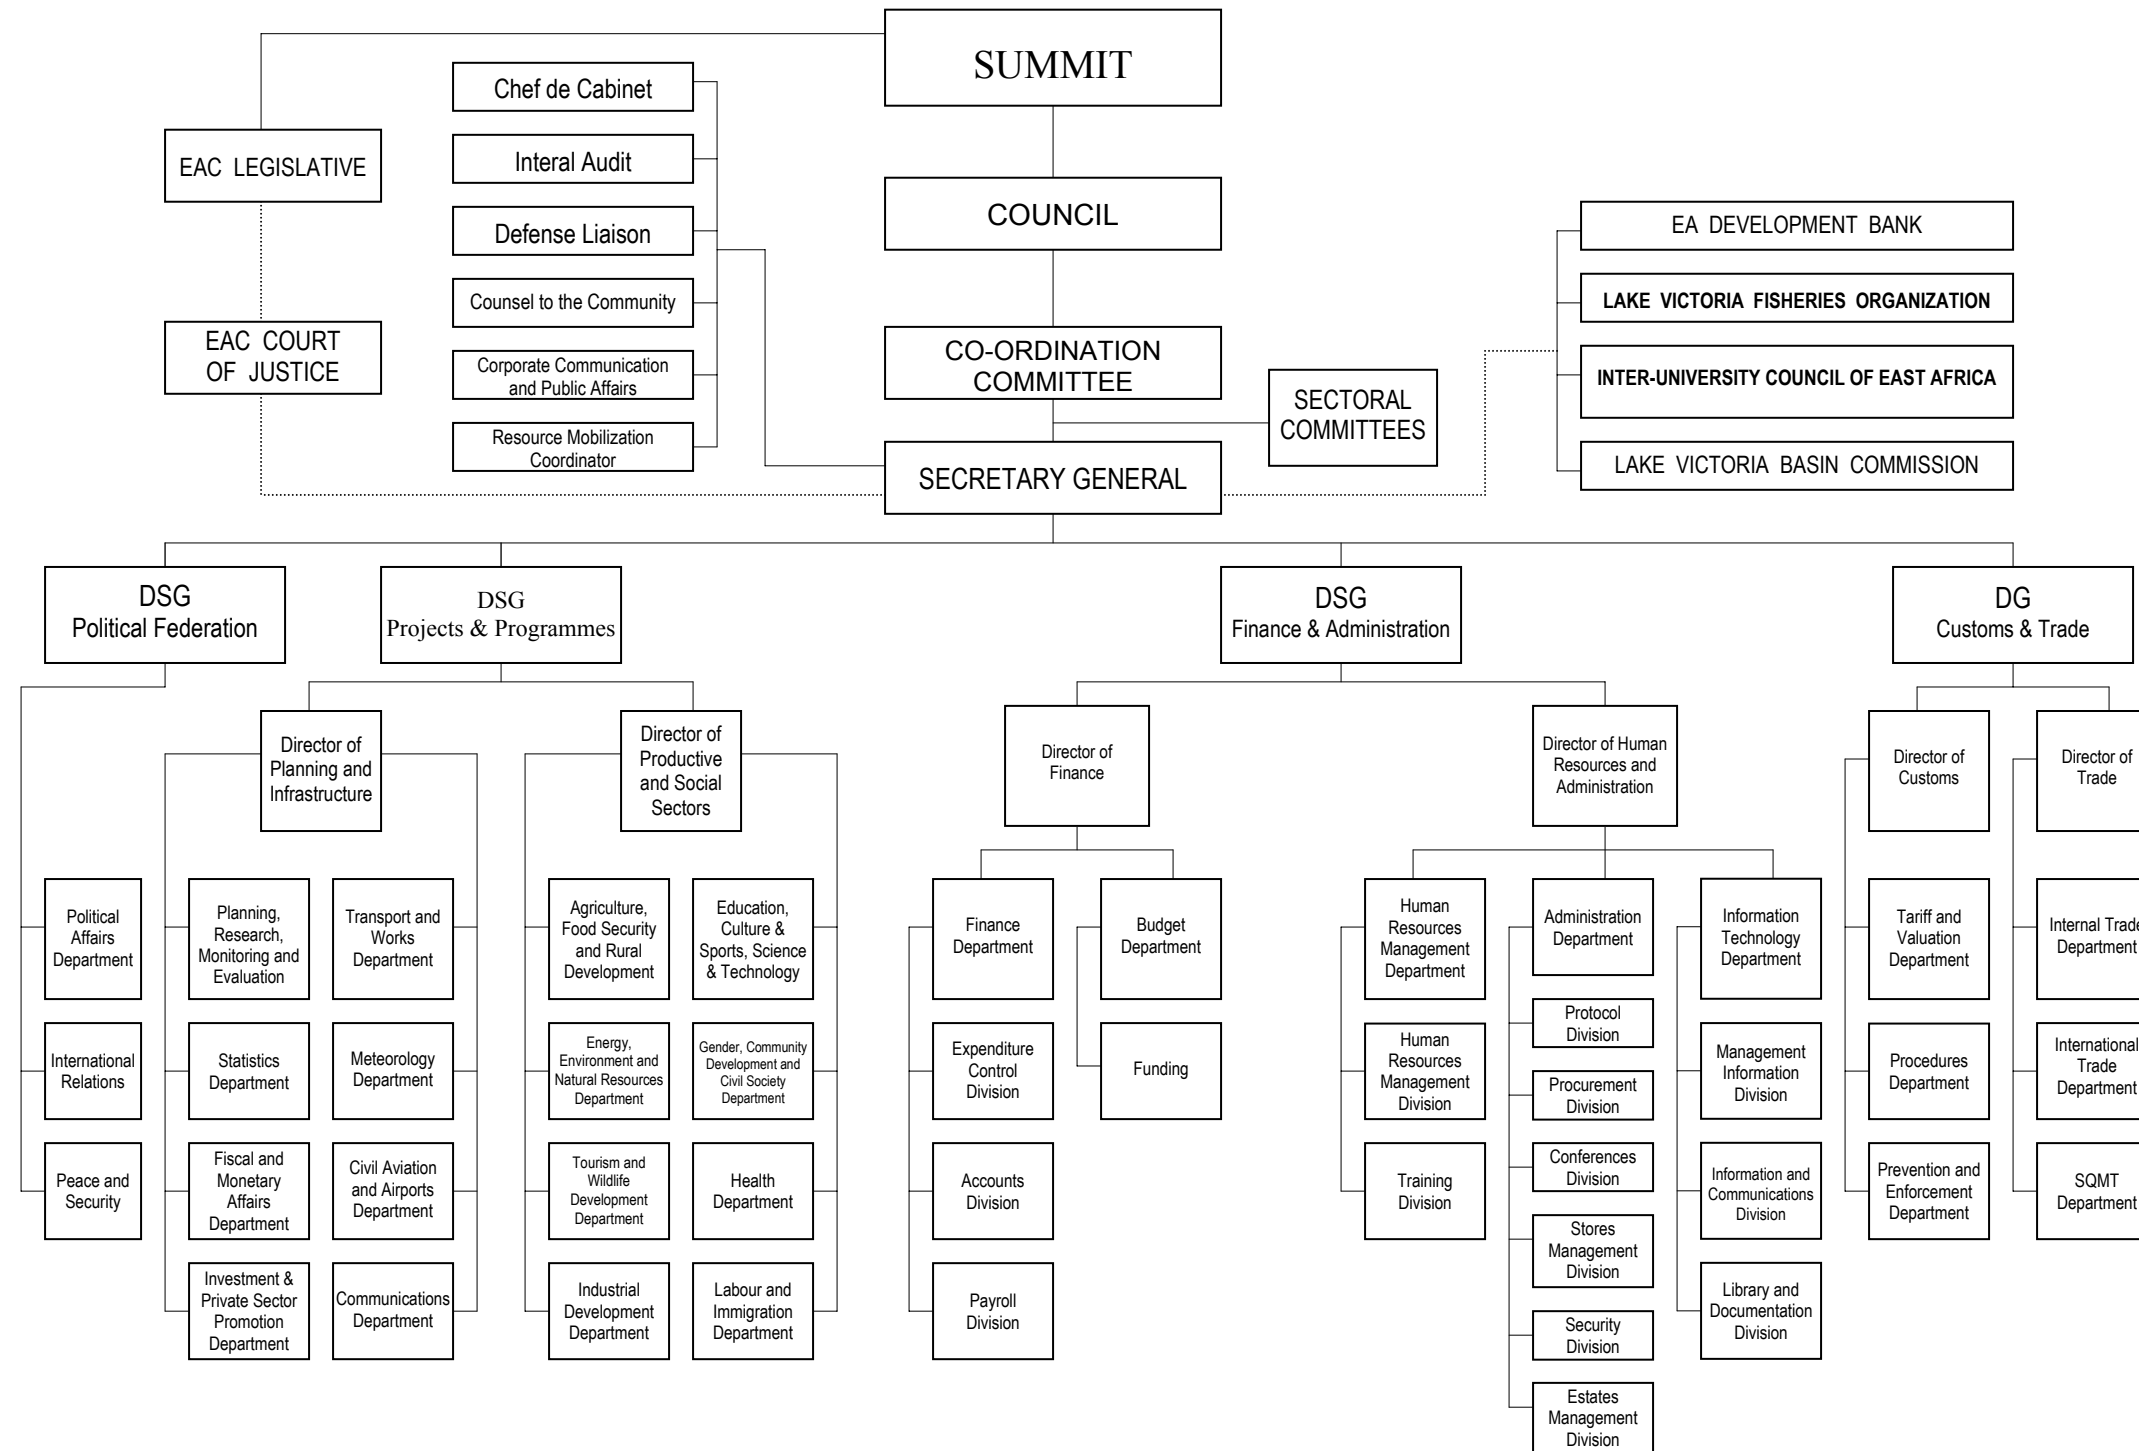 SUMMIT
Chef de Cabinet
EAC LEGISLATIVE
Interal Audit
COUNCIL
Defense Liaison
EA DEVELOPMENT BANK
Counsel to the Community
LAKE VICTORIA FISHERIES ORGANIZATION
EAC COURT
OF JUSTICE
CO-ORDINATION
COMMITTEE
Corporate Communication
and Public Affairs
INTER-UNIVERSITY COUNCIL OF EAST AFRICA
SECTORAL
COMMITTEES
Resource Mobilization
Coordinator
SECRETARY GENERAL
LAKE VICTORIA BASIN COMMISSION
DSG
Political Federation
DSG
Projects & Programmes
DSG
Finance & Administration
DG
Customs & Trade
Director of
Planning and
Infrastructure
Director of
Productive
and Social
Sectors
Director of
Finance
Director of Human
Resources and
Administration
Director of
Customs
Director of
Trade
Political
Affairs
Department
Planning,
Research,
Monitoring and
Evaluation
Transport and
Works
Department
Agriculture,
Food Security
and Rural
Development
Education,
Culture &
Sports, Science
& Technology
Finance
Department
Budget
Department
Human
Resources
Management
Department
Administration
Department
Information
Technology
Department
Tariff and
Valuation
Department
Internal Trade
Department
International
Relations
Statistics
Department
Meteorology
Department
Energy,
Environment and
Natural Resources
Department
Gender, Community
Development and
Civil Society
Department
Expenditure
Control
Division
Funding
Human
Resources
Management
Division
Protocol
Division
Procurement
Division
Management
Information
Division
Procedures
Department
International
Trade
Department
Peace and
Security
Fiscal and
Monetary
Affairs
Department
Civil Aviation
and Airports
Department
Tourism and
Wildlife
Development
Department
Health
Department
Accounts
Division
Training
Division
Conferences
Division
Stores
Management
Division
Information and
Communications
Division
Prevention and
Enforcement
Department
SQMT
Department
Investment &
Private Sector
Promotion
Department
Communications
Department
Industrial
Development
Department
Labour and
Immigration
Department
Payroll
Division
Security
Division
Library and
Documentation
Division
Estates
Management
Division